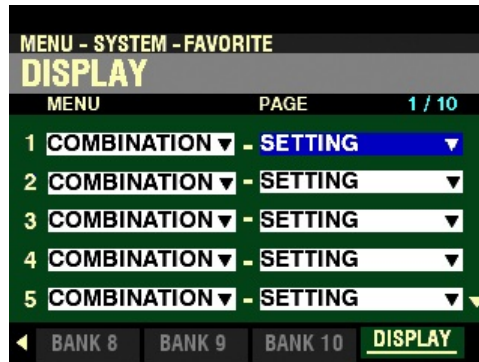 MENU - SYSTEM - FAVORITE
DISPLAY
MENU PAGE 1 / 10
1 COMBINATION ▼ - SETTING ▼
2 COMBINATION ▼ - SETTING ▼
3 COMBINATION ▼ - SETTING ▼
4 COMBINATION ▼ - SETTING ▼
5 COMBINATION ▼ - SETTING ▼
BANK 8 BANK 9 BANK 10 DISPLAY